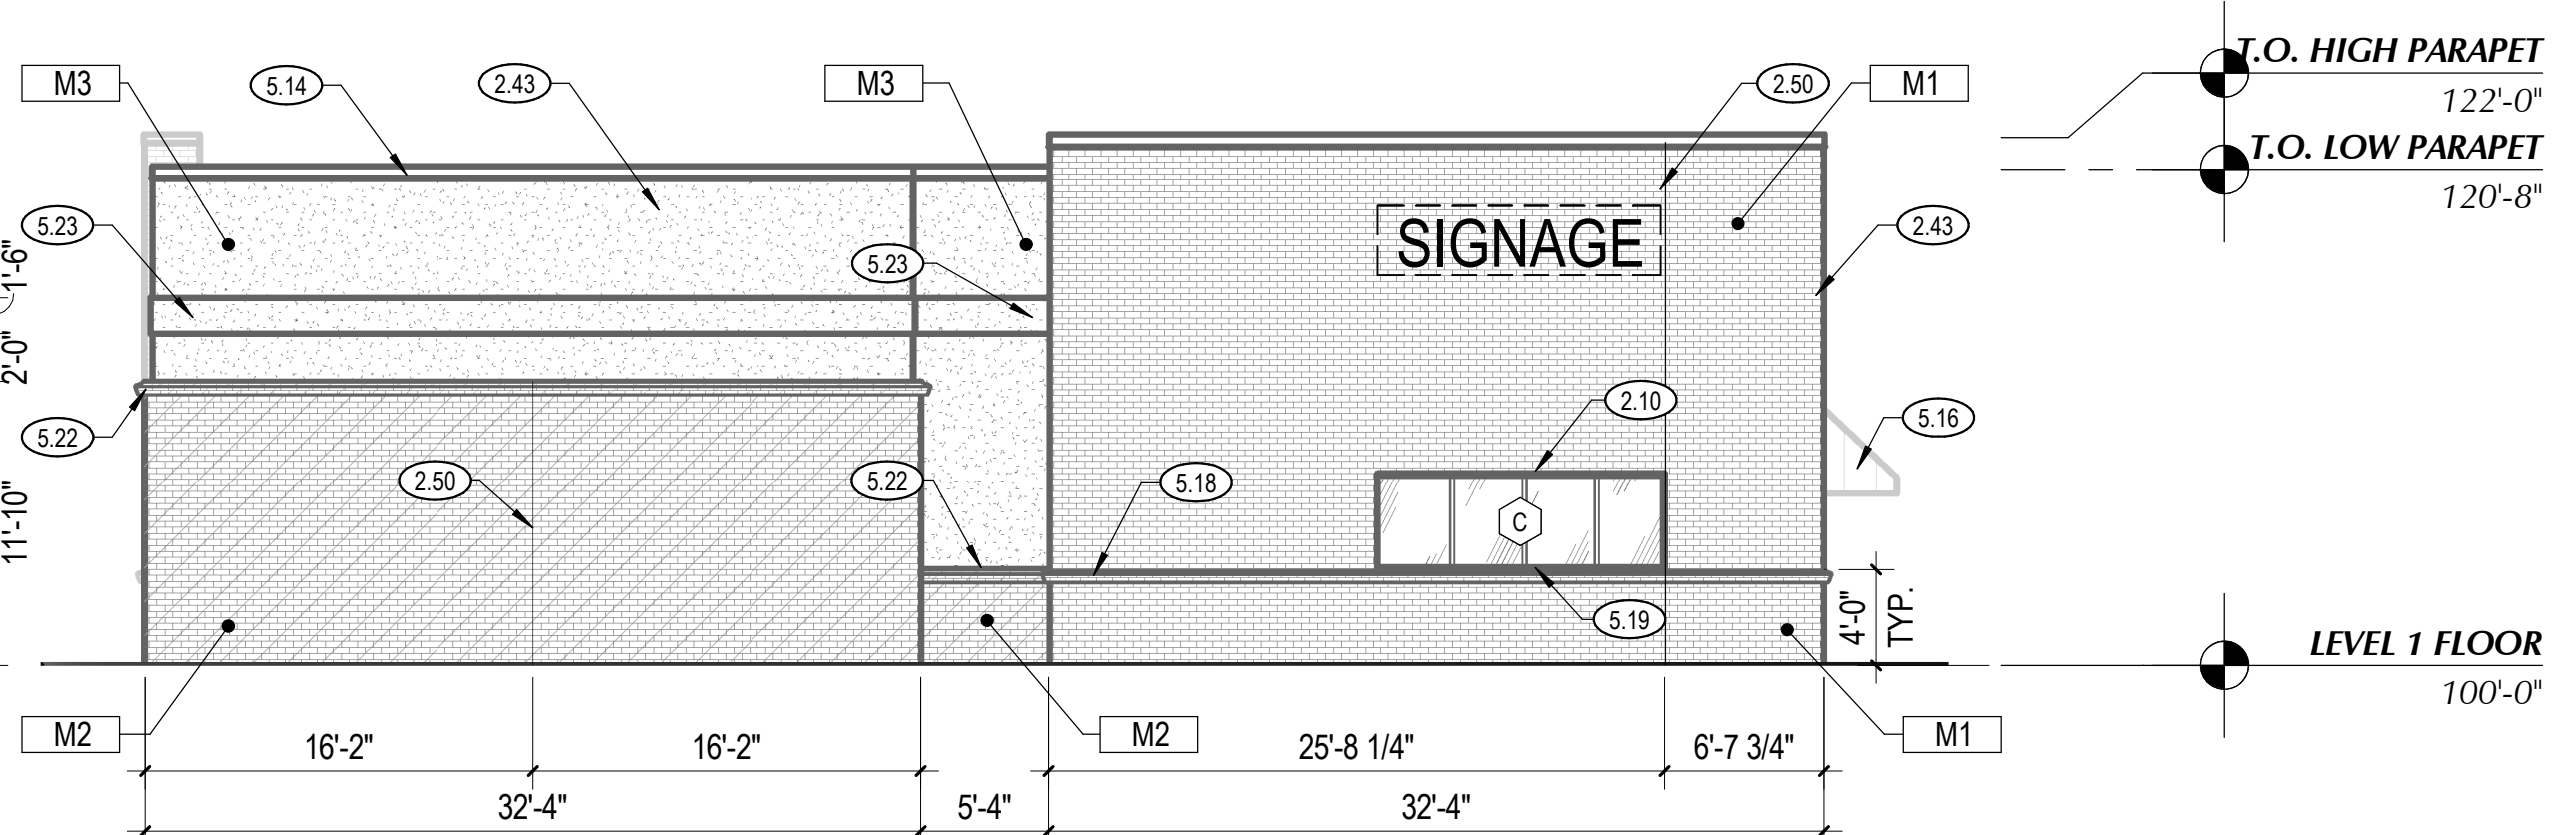 T.O. HIGH PARAPET
122'-0"
T.O. LOW PARAPET
120'-8"
M3
5.14
2.43
M3
2.50
M1
5.23
5.23
SIGNAGE
2.43
1'-6"
2'-0"
5.22
2.10
5.16
2.50
5.22
5.18
11'-10"
C
5.19
4'-0"
TYP.
LEVEL 1 FLOOR
100'-0"
M2
M2
M1
16'-2"
16'-2"
25'-8 1/4"
6'-7 3/4"
32'-4"
5'-4"
32'-4"